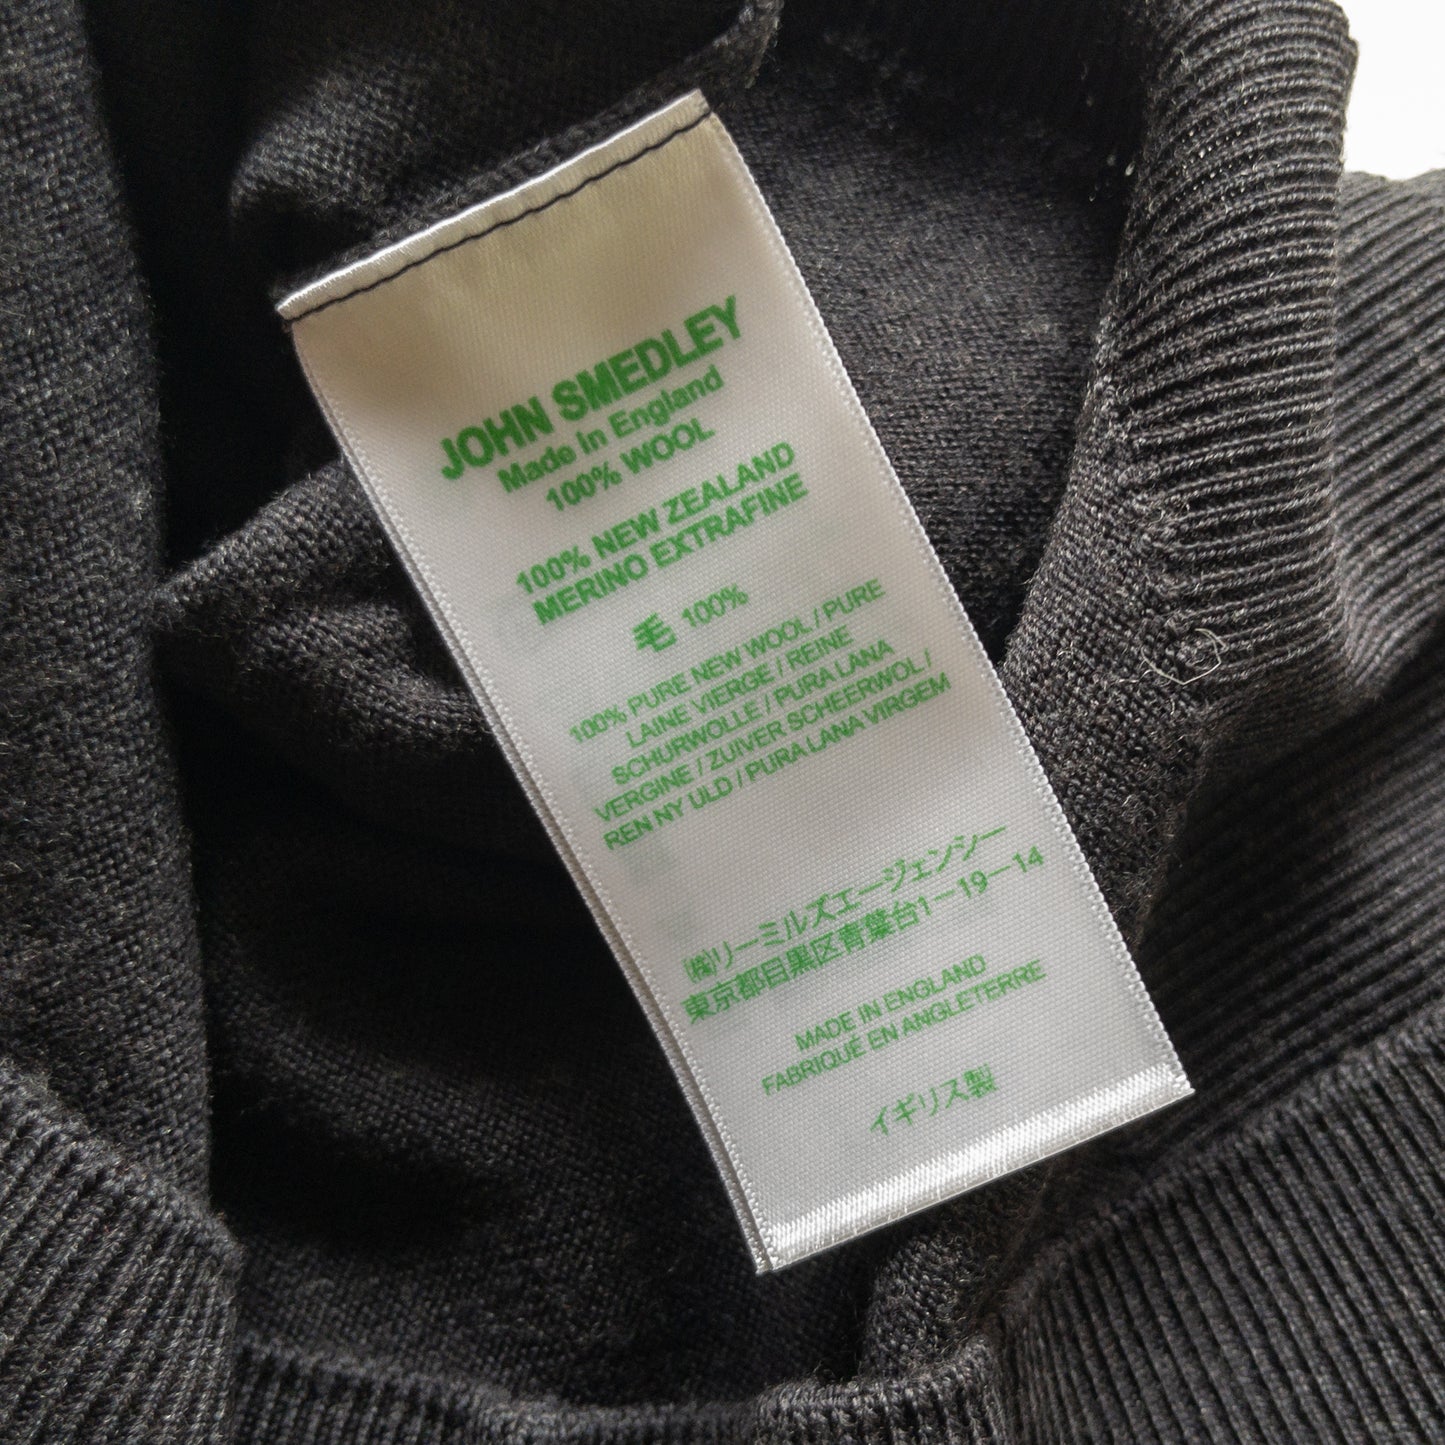 JOHN SMEDLEY
Made In England
100% WOOL
100% NEW ZEALAND
MERINO EXTRAFINE
毛 100%
100% PURE NEW WOOL / PURE
LAINE VIERGE / REINE
SCHURWOLLE / PURA LANA
VERGINE / ZUIVER SCHEERWOL /
REN NY ULD / PURA LANA VIRGEM
㈱リーミルズエージェンシー
東京都目黒区青葉台1－19－14
MADE IN ENGLAND
FABRIQUÉ EN ANGLETERRE
イギリス製